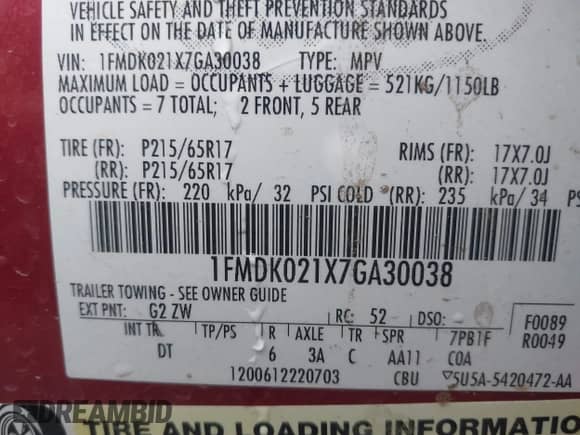 VEHICLE SAFETY AND THEFT PREVENTION STANDARDS
IN EFFECT ON THE DATE OF MANUFACTURE SHOWN ABOVE.
VIN: 1FMDK021X7GA30038 TYPE: MPV
MAXIMUM LOAD = OCCUPANTS + LUGGAGE = 521KG/1150LB
OCCUPANTS = 7 TOTAL; 2 FRONT, 5 REAR
TIRE (FR): P215/65R17 RIMS (FR): 17X7.0J
(RR): P215/65R17 (RR): 17X7.0J
PRESSURE (FR): 220 kPa/ 32 PSI COLD (RR): 235 kPa/ 34 PSI
1FMDK021X7GA30038
TRAILER TOWING - SEE OWNER GUIDE
EXT PNT: G2 ZW RC: 52 DSO: F0089
INT TR TP/PS R AXLE TR SPR 7PB1F R0049
DT 6 3A C AA11 COA
1200612220703 CBU 5U5A-5420472-AA
DREAMBID
TIRE AND LOADING INFORMATIO